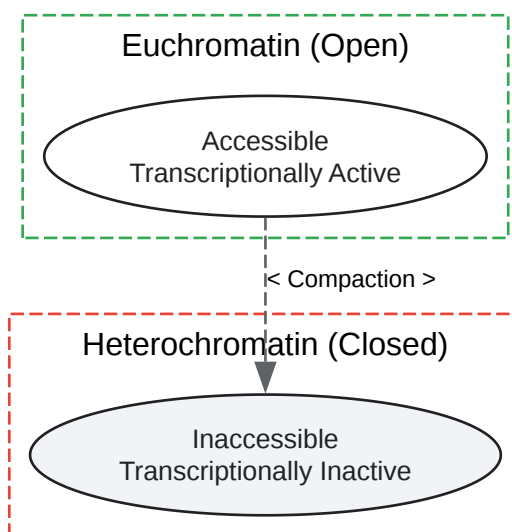 Euchromatin (Open)
Accessible
Transcriptionally Active
< Compaction >
Heterochromatin (Closed)
Inaccessible
Transcriptionally Inactive